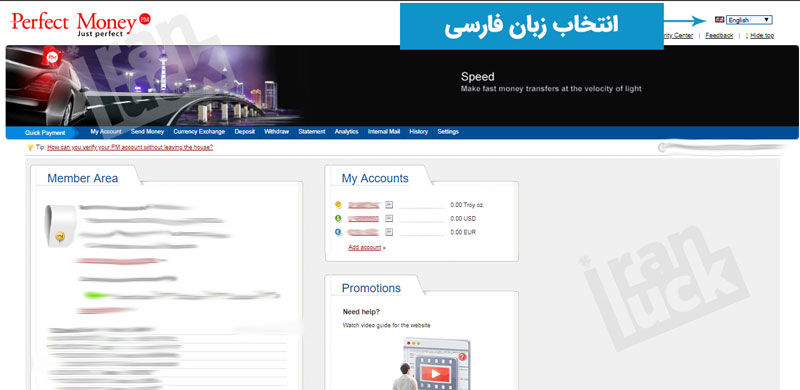 Perfect Money PM
Just perfect
انتخاب زبان فارسی
English
ity Center | Feedback | Hide top
iran luck
Speed
Make fast money transfers at the velocity of light
Quick Payment My Account Send Money Currency Exchange Deposit Withdraw Statement Analytics Internal Mail History Settings
Tip: How can you verify your PM account without leaving the house?
Member Area
PM
My Accounts
0.00 Troy oz.
0.00 USD
0.00 EUR
Add account »
iran luck
Promotions
Need help?
Watch video guide for the website